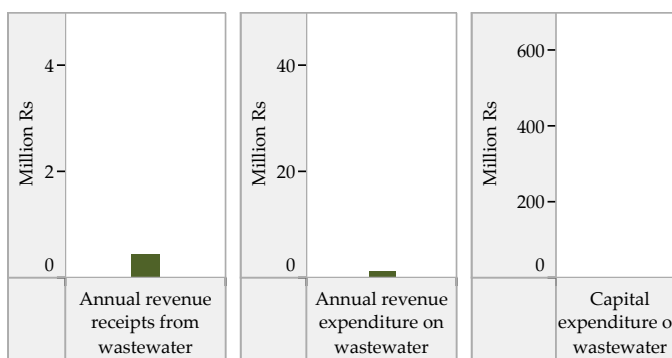 Million Rs
4
2
0
Annual revenue
receipts from
wastewater
Million Rs
40
20
0
Annual revenue
expenditure on
wastewater
Million Rs
600
400
200
0
Capital
expenditure o
wastewater